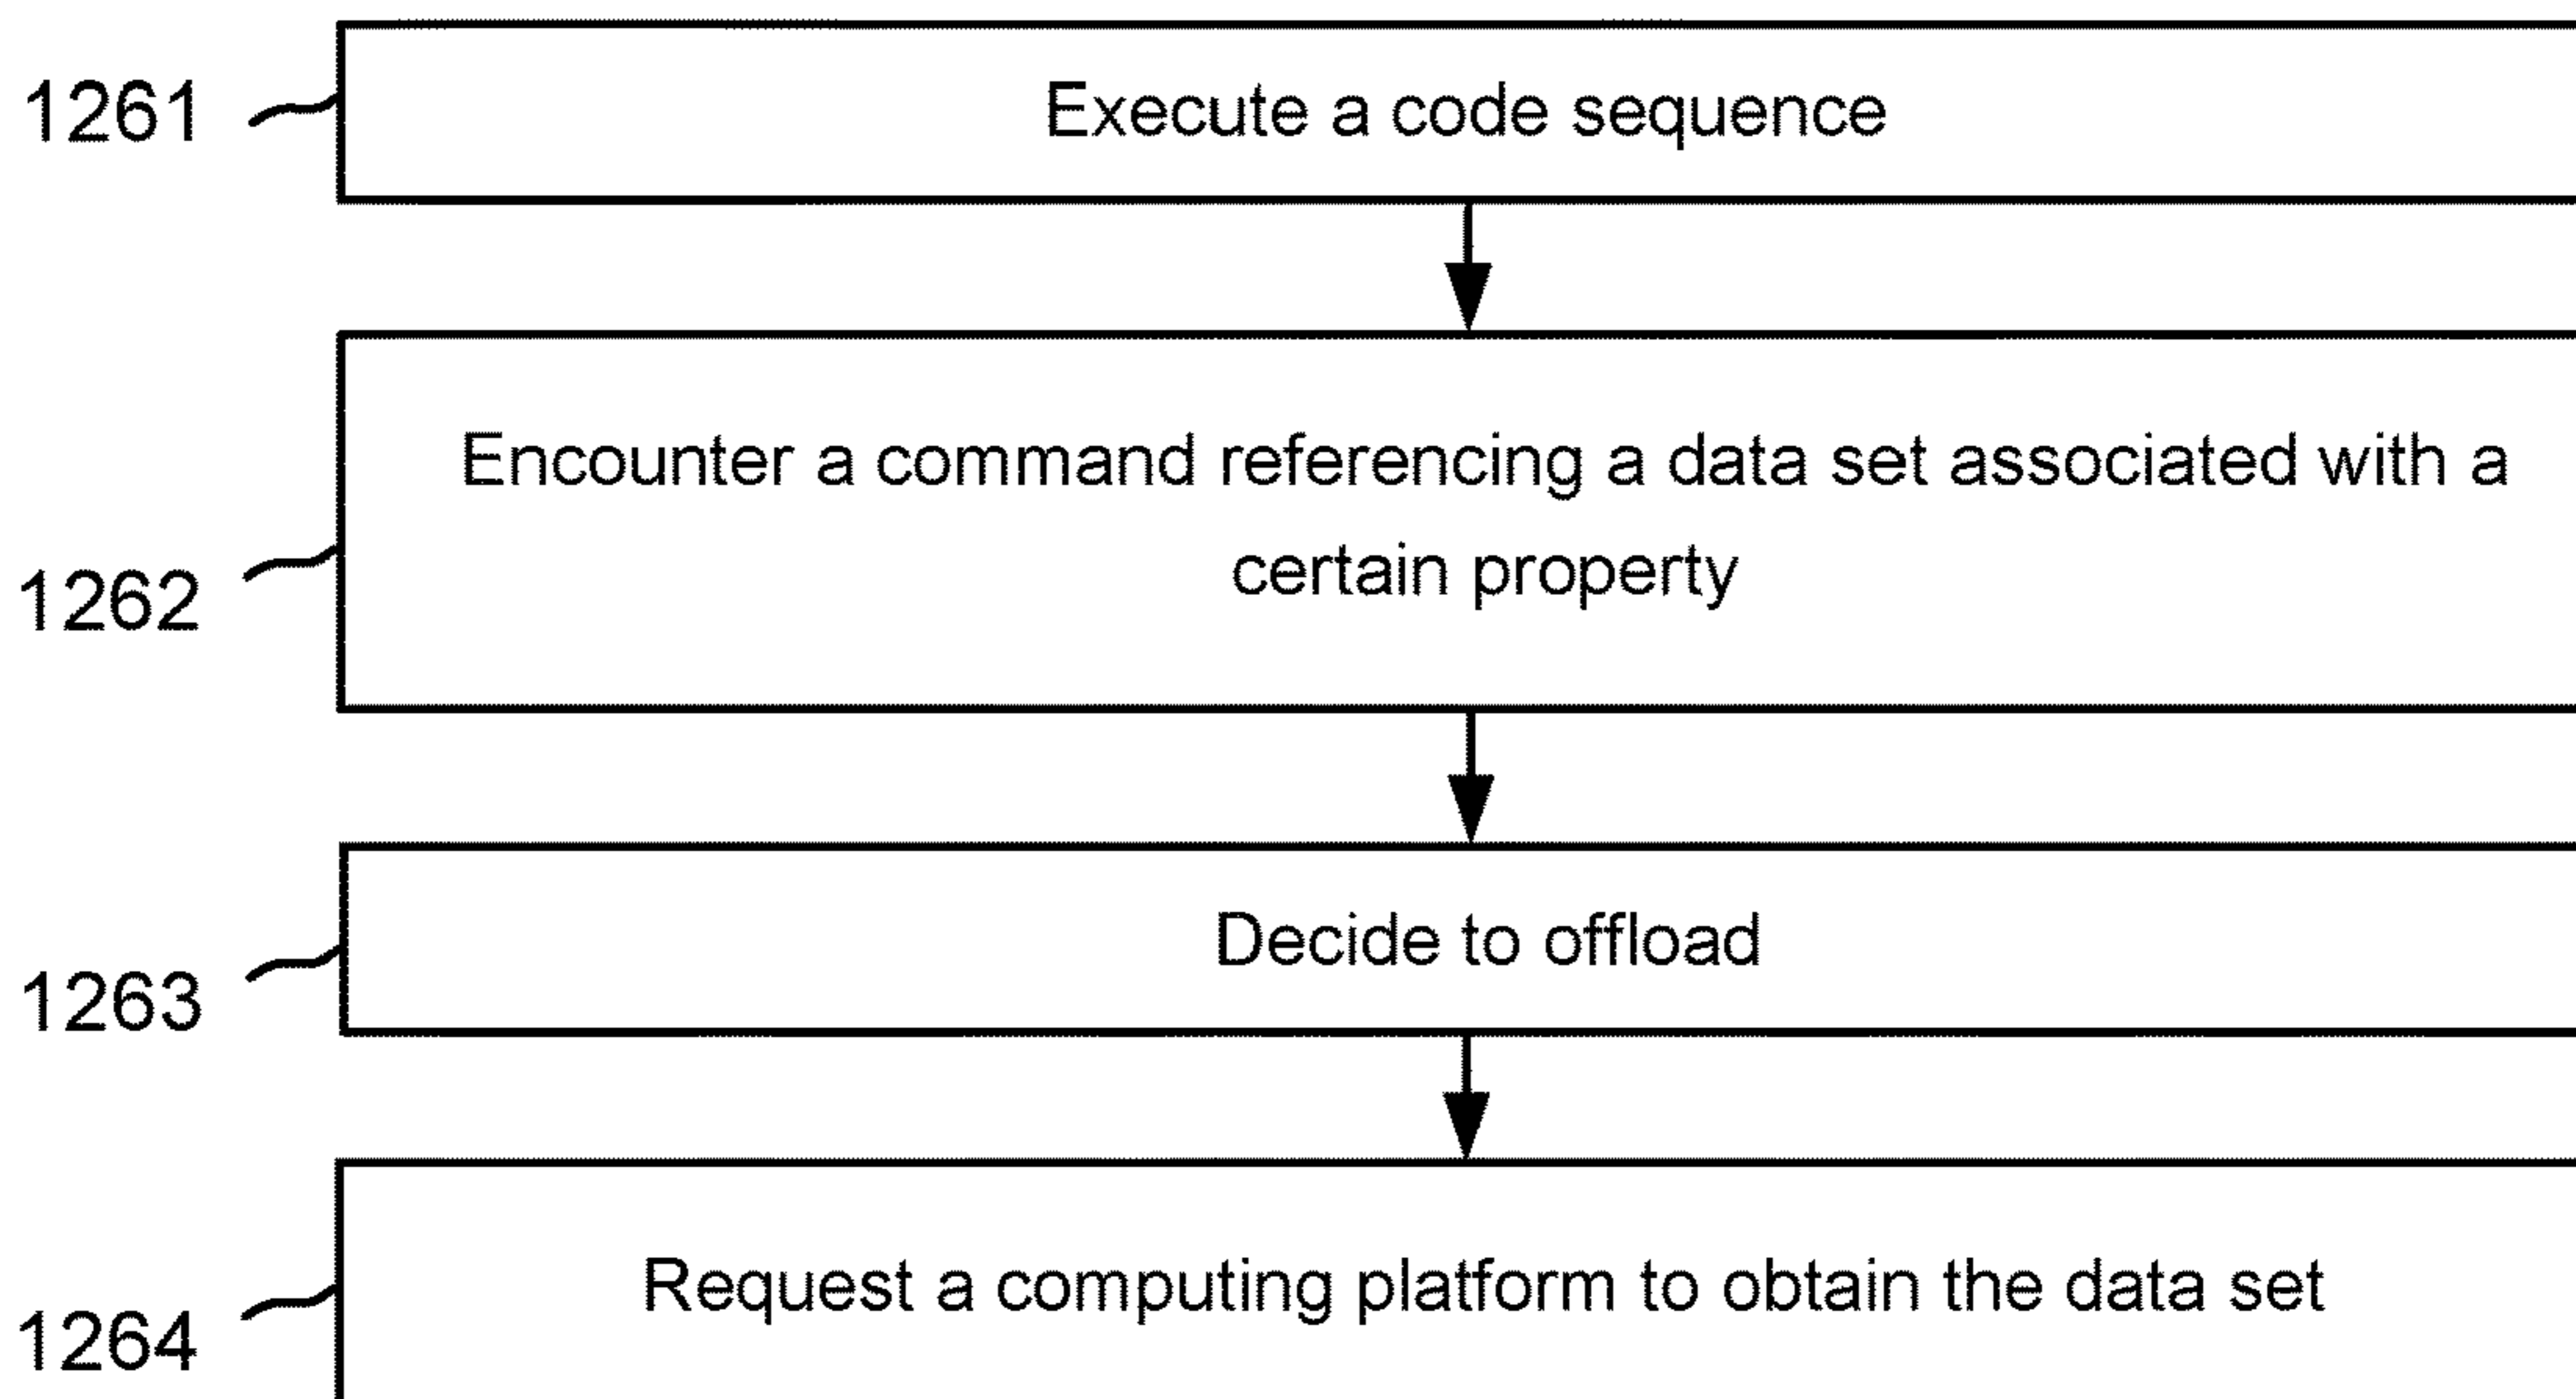 1261
Execute a code sequence
Encounter a command referencing a data set associated with a
certain property
1262
Decide to offload
1263
Request a computing platform to obtain the data set
1264